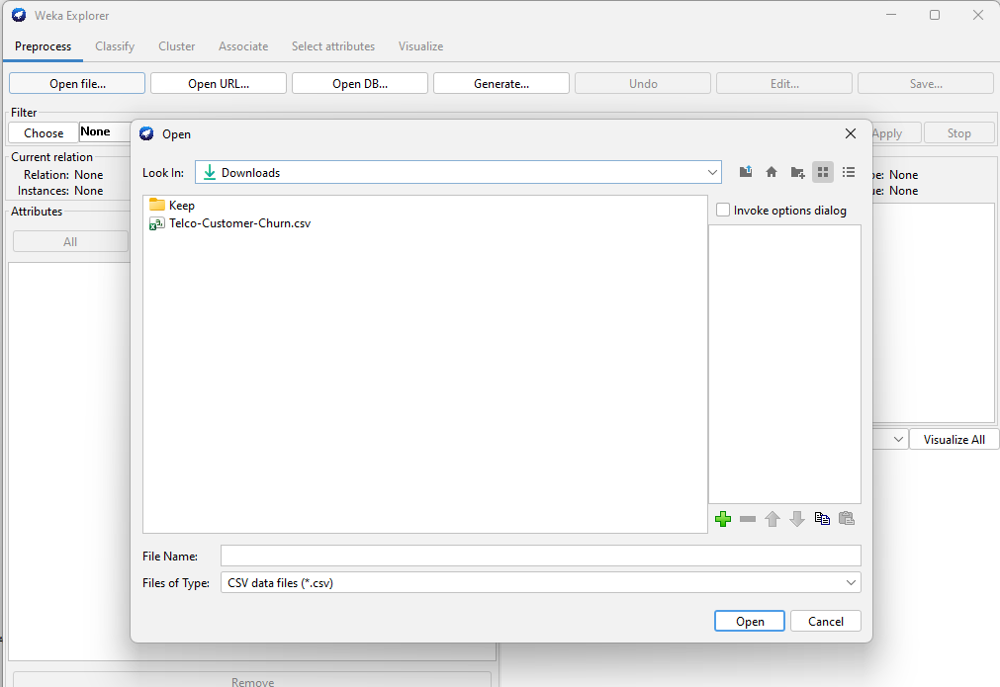 Weka Explorer
Preprocess Classify Cluster Associate Select attributes Visualize
Open file... Open URL... Open DB... Generate... Undo Edit... Save...
Filter
Choose None Apply Stop
Open
Current relation
Relation: None
Instances: None
None
None
Attributes
All
Look In: Downloads
Keep
Telco-Customer-Churn.csv
Invoke options dialog
Visualize All
File Name:
Files of Type: CSV data files (*.csv)
Open Cancel
Remove